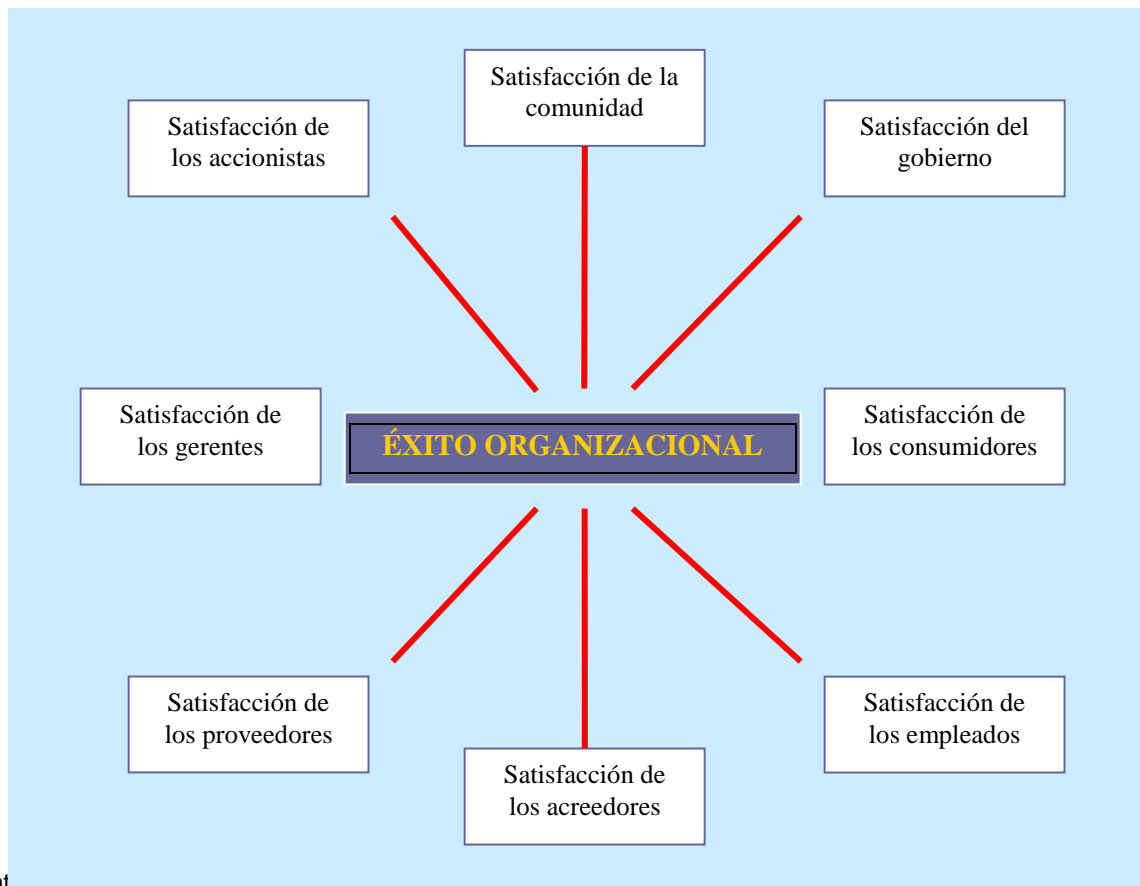 Satisfacción de la
comunidad
Satisfacción de
los accionistas
Satisfacción del
gobierno
Satisfacción de
los gerentes
ÉXITO ORGANIZACIONAL
Satisfacción de
los consumidores
Satisfacción de
los proveedores
Satisfacción de
los empleados
Satisfacción de
los acreedores